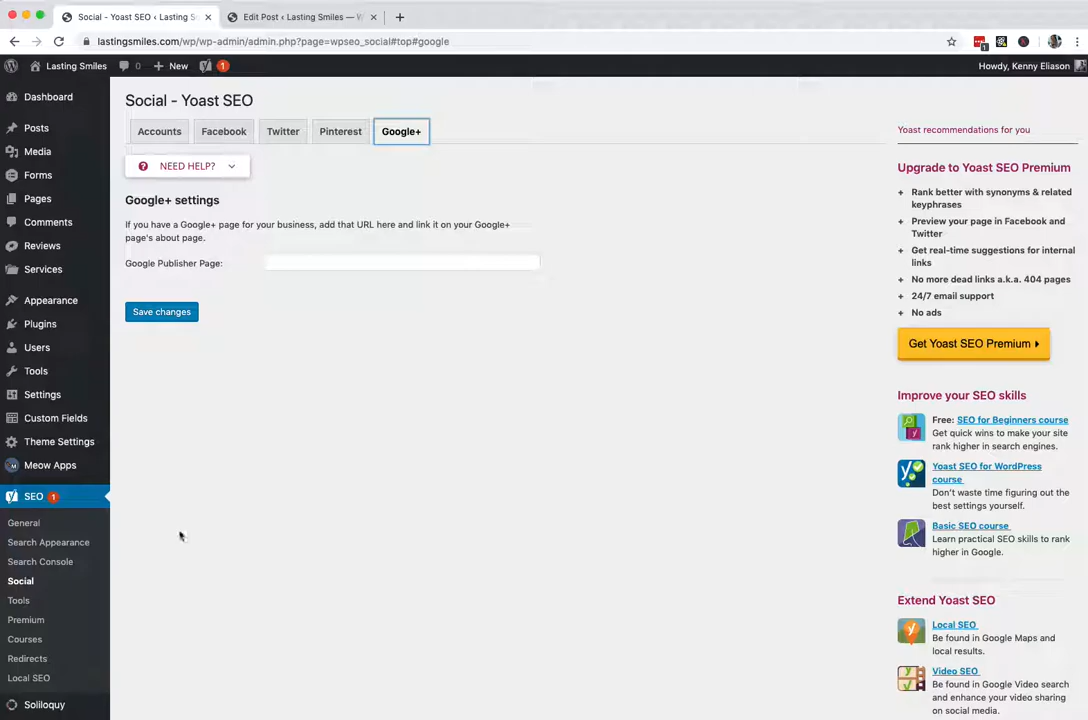 Social - Yoast SEO ‹ Lasting S
Edit Post ‹ Lasting Smiles — W
lastingsmiles.com/wp/wp-admin/admin.php?page=wpseo_social#top#google
1
Lasting Smiles
0
New
1
Howdy, Kenny Eliason
Dashboard
Posts
Media
Forms
Pages
Comments
Reviews
Services
Appearance
Plugins
Users
Tools
Settings
Custom Fields
Theme Settings
Meow Apps
SEO 1
General
Search Appearance
Search Console
Social
Tools
Premium
Courses
Redirects
Local SEO
Soliloquy
Social - Yoast SEO
Accounts
Facebook
Twitter
Pinterest
Google+
NEED HELP?
Google+ settings
If you have a Google+ page for your business, add that URL here and link it on your Google+
page's about page.
Google Publisher Page:
Save changes
Yoast recommendations for you
Upgrade to Yoast SEO Premium
+ Rank better with synonyms & related
keyphrases
+ Preview your page in Facebook and
Twitter
+ Get real-time suggestions for internal
links
+ No more dead links a.k.a. 404 pages
+ 24/7 email support
+ No ads
Get Yoast SEO Premium
Improve your SEO skills
Free: SEO for Beginners course
Get quick wins to make your site
rank higher in search engines.
Yoast SEO for WordPress
course
Don't waste time figuring out the
best settings yourself.
Basic SEO course
Learn practical SEO skills to rank
higher in Google.
Extend Yoast SEO
Local SEO
Be found in Google Maps and
local results.
Video SEO
Be found in Google Video search
and enhance your video sharing
on social media.